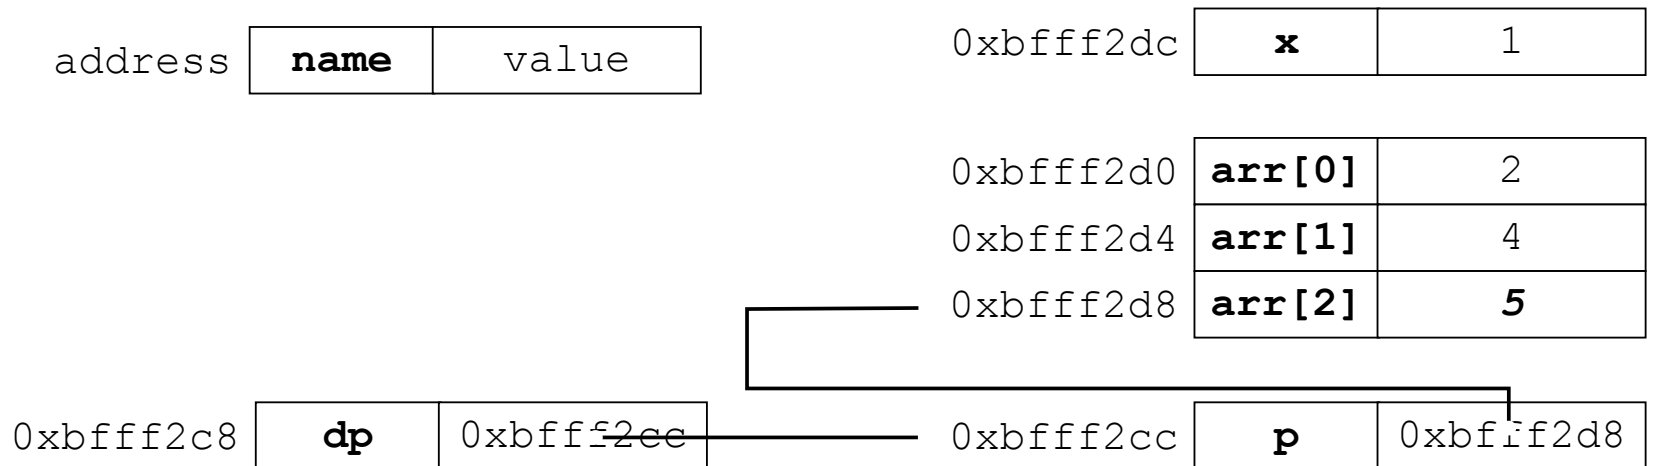 address name value
0xbfff2dc x 1
0xbfff2d0 arr[0] 2
0xbfff2d4 arr[1] 4
0xbfff2d8 arr[2] 5
0xbfff2c8 dp 0xbfff2cc
0xbfff2cc p 0xbfff2d8